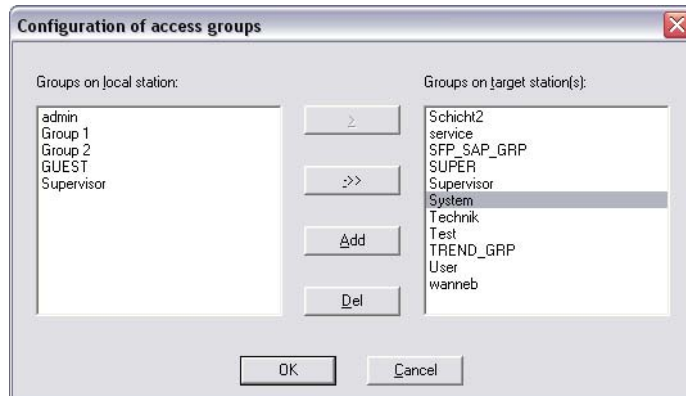 Configuration of access groups
Groups on local station:
Groups on target station(s):
admin
Group 1
Group 2
GUEST
Supervisor
>
->>
Add
Del
Schicht2
service
SFP_SAP_GRP
SUPER
Supervisor
System
Technik
Test
TREND_GRP
User
wanneb
OK
Cancel